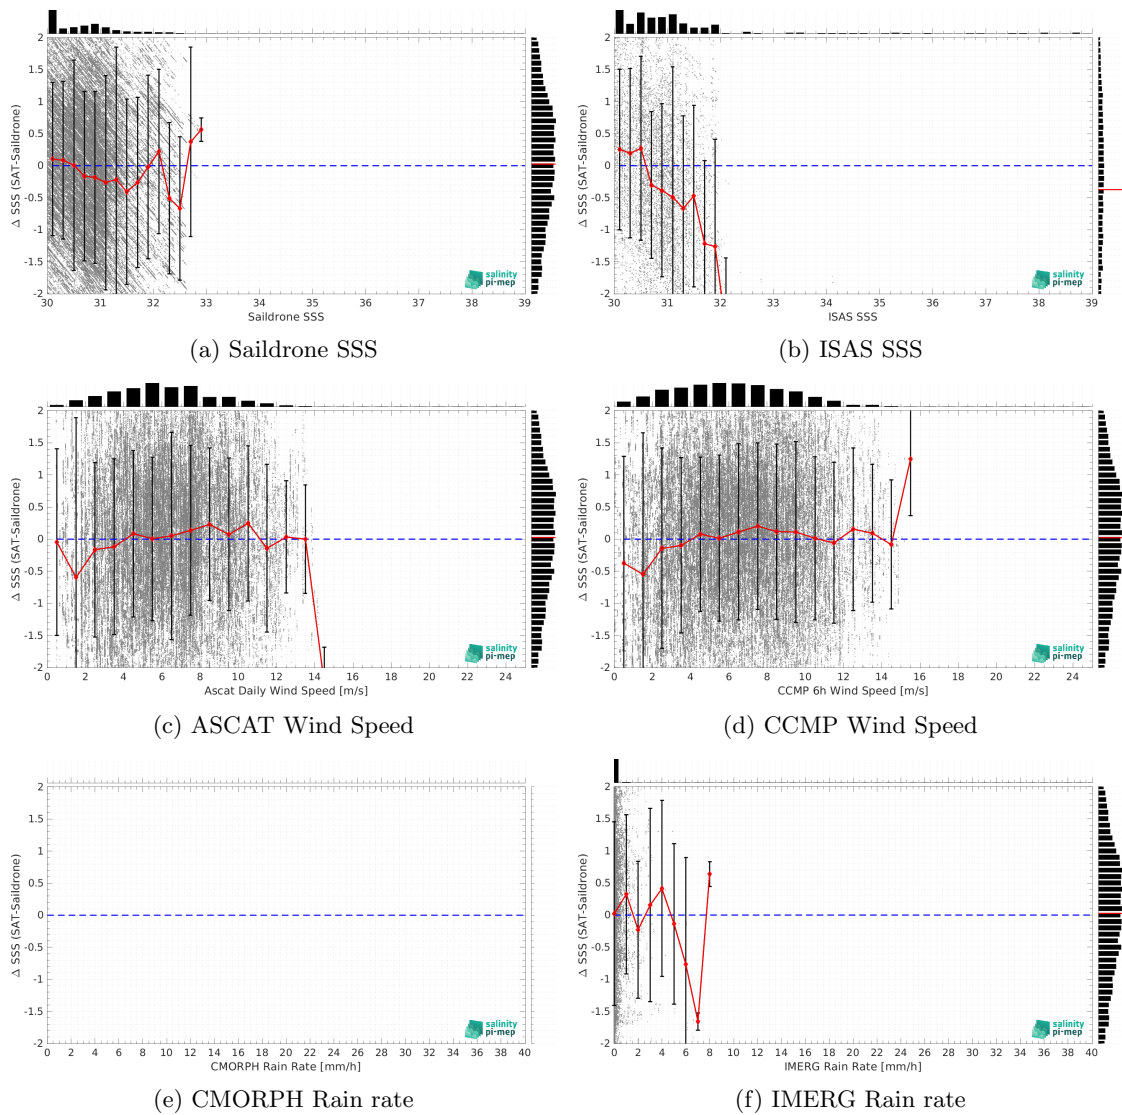 2
1.5
1
0.5
0
-0.5
-1
-1.5
-2
Δ SSS (SAT-Saildrone)
30 31 32 33 34 35 36 37 38 39
Saildrone SSS
salinity
pi-mep
(a) Saildrone SSS
2
1.5
1
0.5
0
-0.5
-1
-1.5
-2
Δ SSS (SAT-Saildrone)
30 31 32 33 34 35 36 37 38 39
ISAS SSS
salinity
pi-mep
(b) ISAS SSS
2
1.5
1
0.5
0
-0.5
-1
-1.5
-2
Δ SSS (SAT-Saildrone)
0 2 4 6 8 10 12 14 16 18 20 22 24
Ascat Daily Wind Speed [m/s]
salinity
pi-mep
(c) ASCAT Wind Speed
2
1.5
1
0.5
0
-0.5
-1
-1.5
-2
Δ SSS (SAT-Saildrone)
0 2 4 6 8 10 12 14 16 18 20 22 24
CCMP 6h Wind Speed [m/s]
salinity
pi-mep
(d) CCMP Wind Speed
2
1.5
1
0.5
0
-0.5
-1
-1.5
-2
Δ SSS (SAT-Saildrone)
0 2 4 6 8 10 12 14 16 18 20 22 24 26 28 30 32 34 36 38 40
CMORPH Rain Rate [mm/h]
salinity
pi-mep
(e) CMORPH Rain rate
2
1.5
1
0.5
0
-0.5
-1
-1.5
-2
Δ SSS (SAT-Saildrone)
0 2 4 6 8 10 12 14 16 18 20 22 24 26 28 30 32 34 36 38 40
IMERG Rain Rate [mm/h]
salinity
pi-mep
(f) IMERG Rain rate